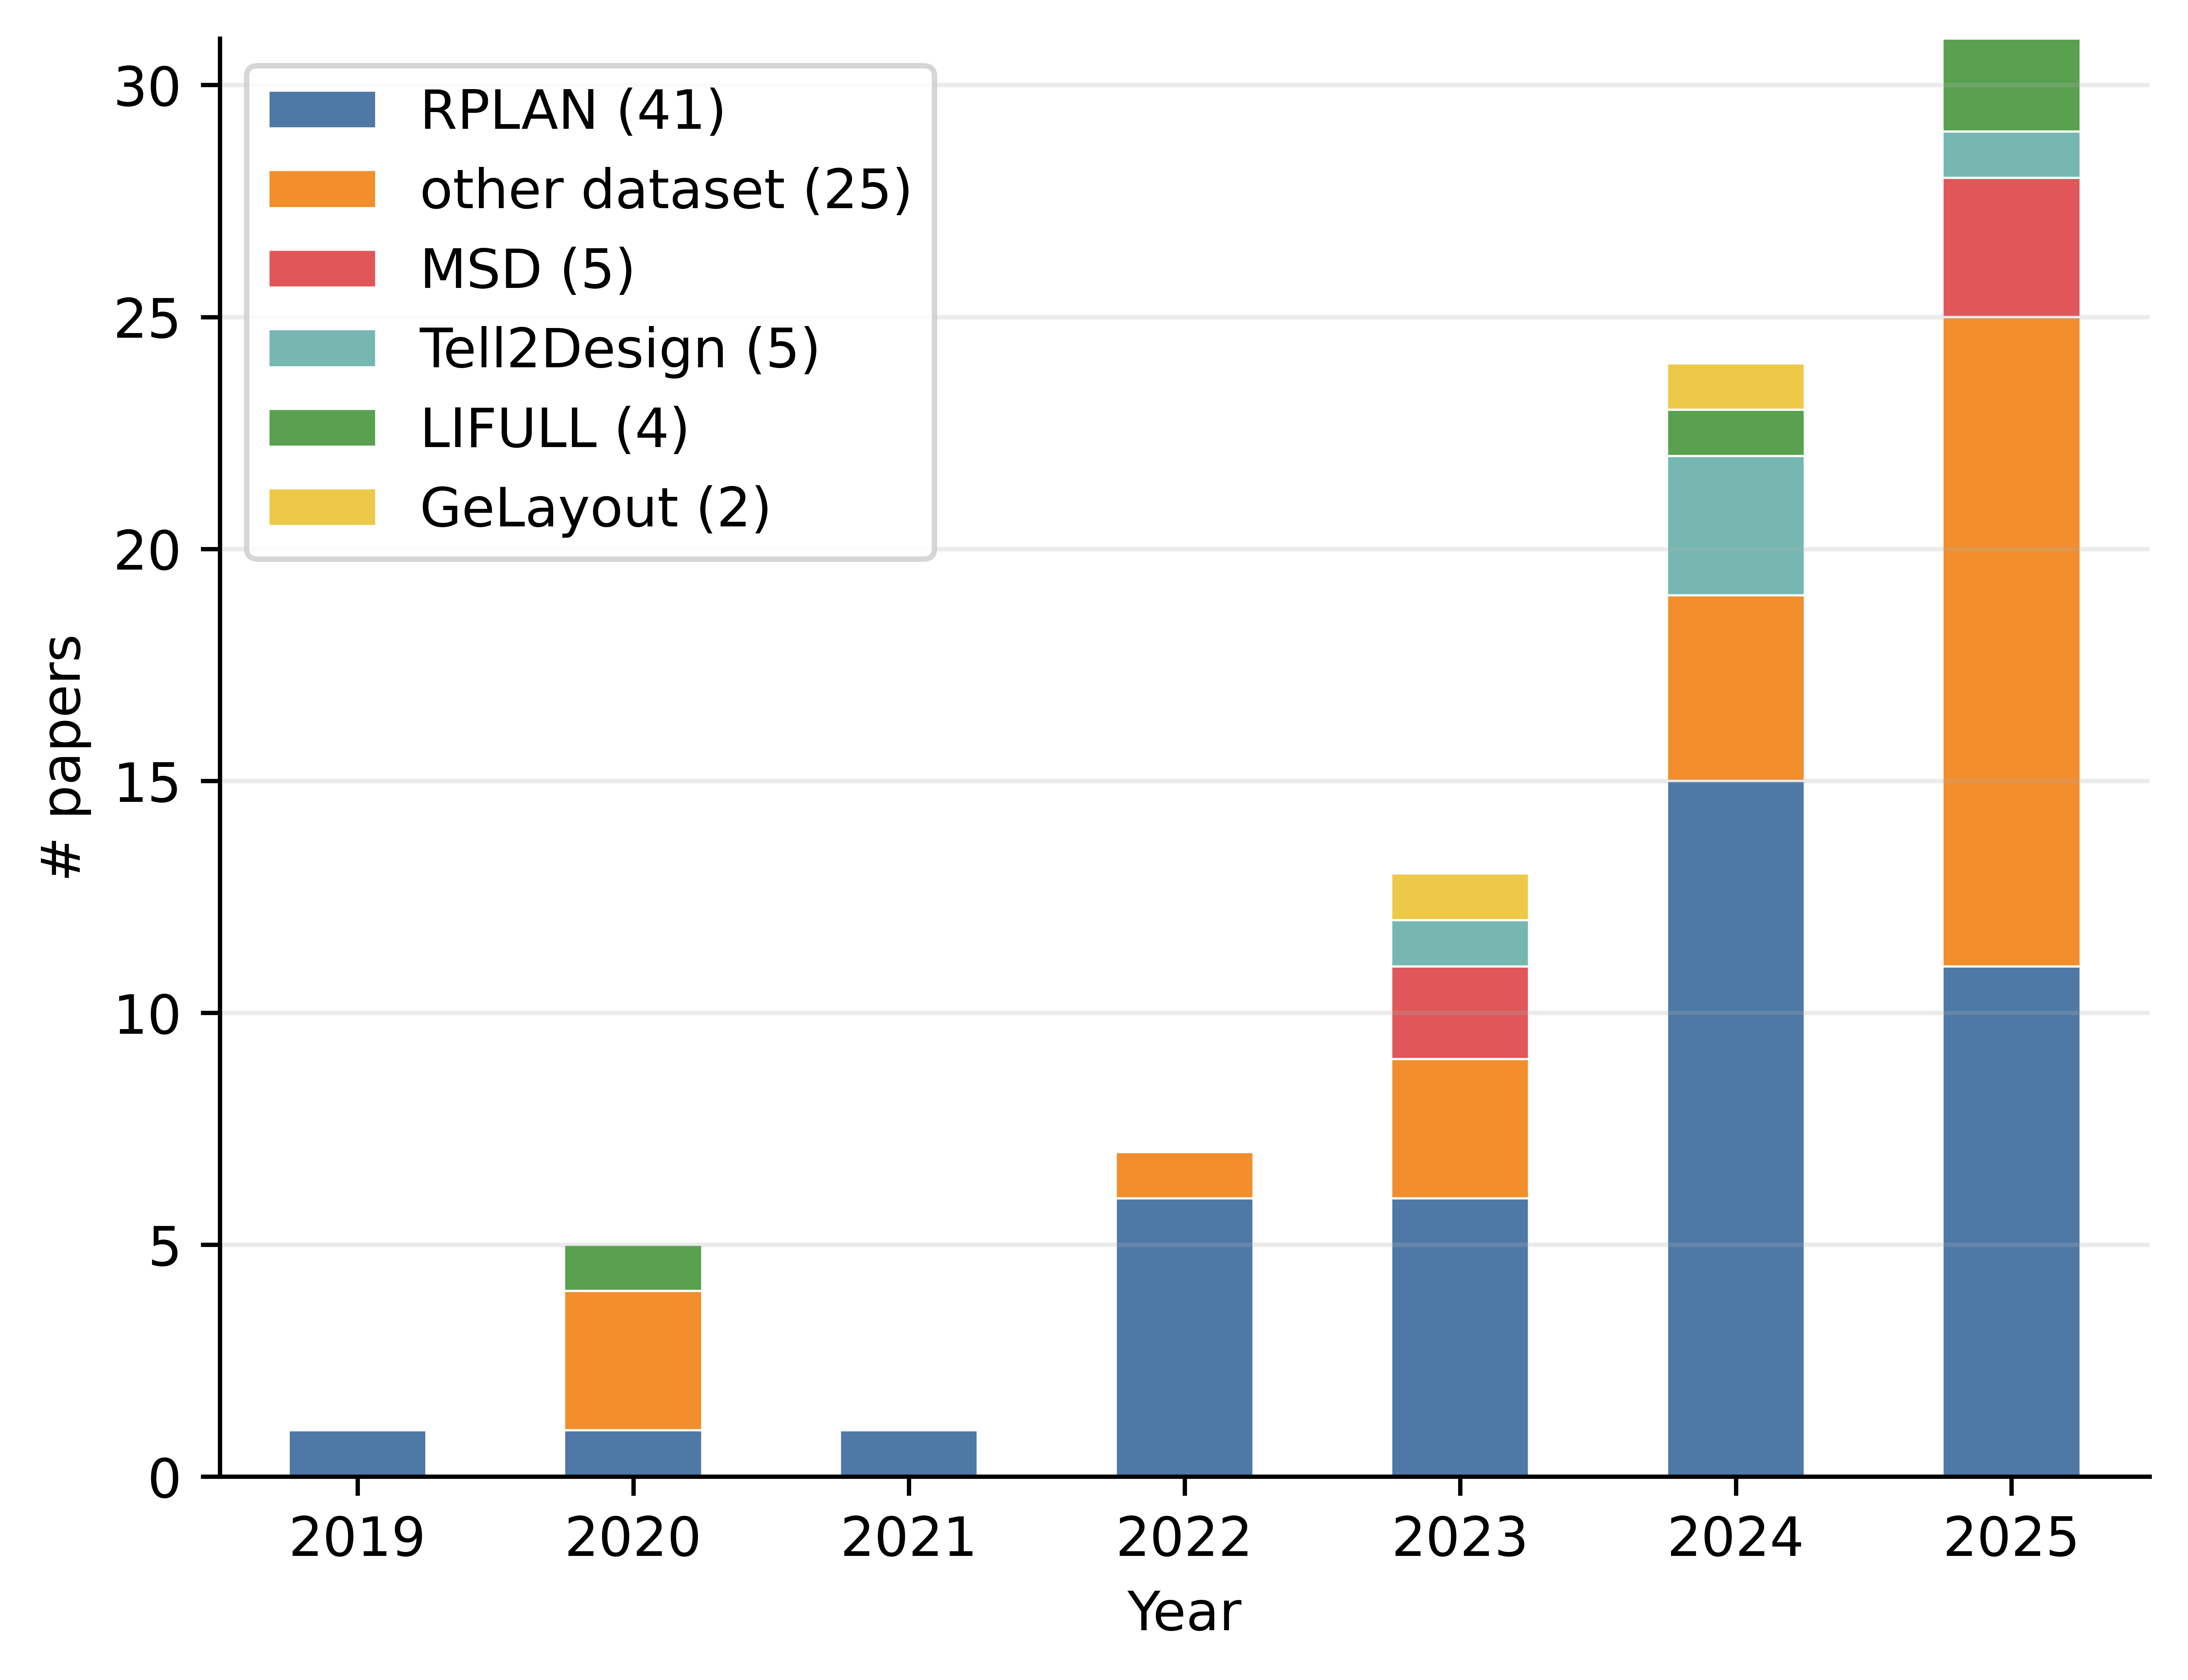 RPLAN (41)
other dataset (25)
MSD (5)
Tell2Design (5)
LIFULL (4)
GeLayout (2)
# papers
30
25
20
15
10
5
0
2019 2020 2021 2022 2023 2024 2025
Year